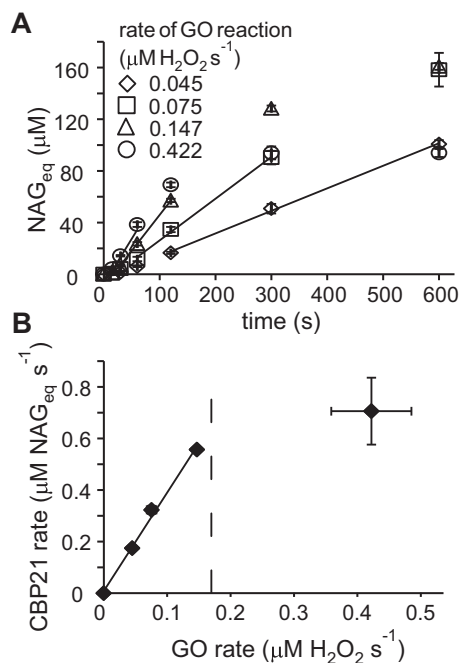 A
rate of GO reaction
(μM H₂O₂ s⁻¹)
◇ 0.045
□ 0.075
△ 0.147
○ 0.422
NAGeq (μM)
160
120
80
40
0
0 100 200 300 400 500 600
time (s)
B
CBP21 rate (μM NAGeq s⁻¹)
0.8
0.6
0.4
0.2
0
0 0.1 0.2 0.3 0.4 0.5
GO rate (μM H₂O₂ s⁻¹)